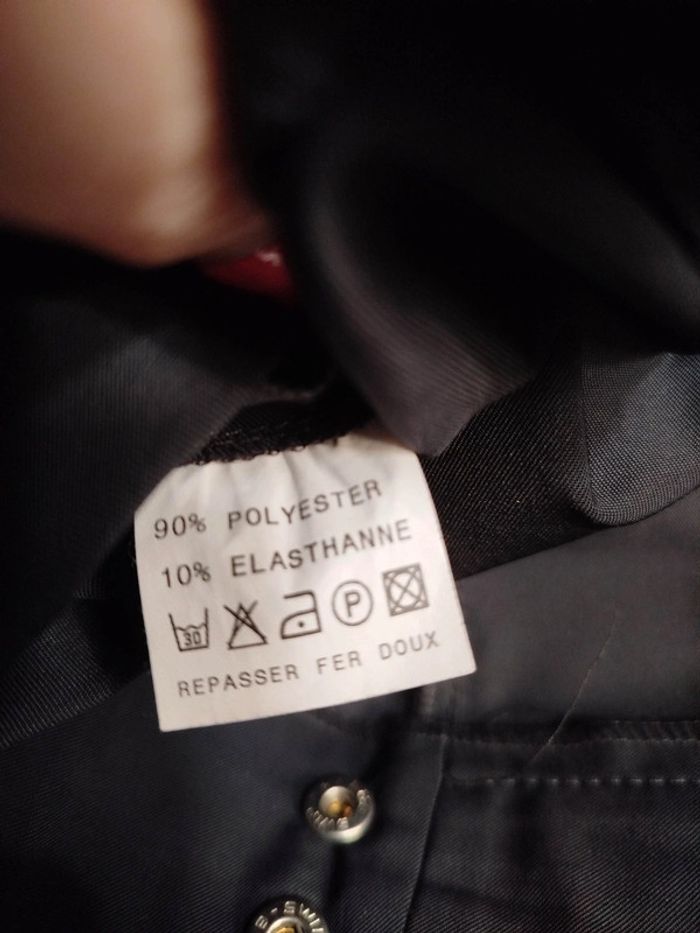 90% POLYESTER
10% ELASTHANNE
30 P
REPASSER FER DOUX